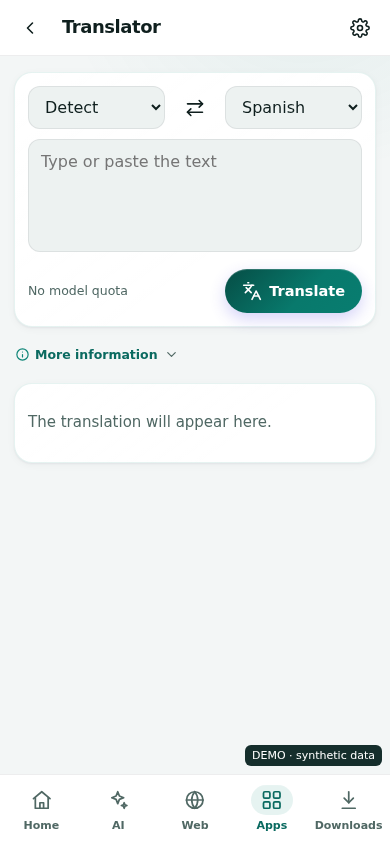 Translator
Detect
Spanish
Type or paste the text
No model quota
Translate
More information
The translation will appear here.
DEMO · synthetic data
Home
AI
Web
Apps
Downloads